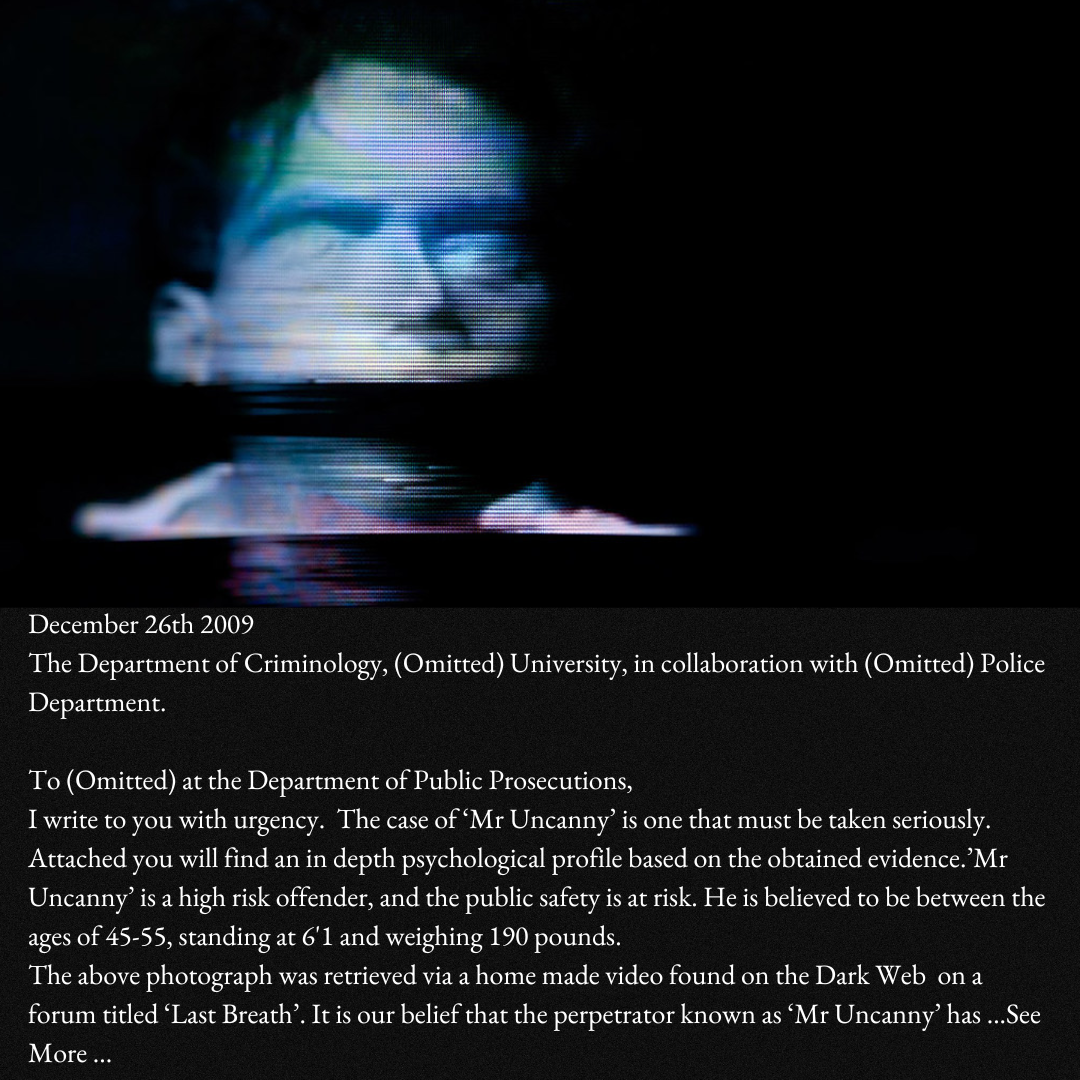 December 26th 2009
The Department of Criminology, (Omitted) University, in collaboration with (Omitted) Police
Department.
To (Omitted) at the Department of Public Prosecutions,
I write to you with urgency.  The case of ‘Mr Uncanny’ is one that must be taken seriously.
Attached you will find an in depth psychological profile based on the obtained evidence.’Mr
Uncanny’ is a high risk offender, and the public safety is at risk. He is believed to be between the
ages of 45-55, standing at 6'1 and weighing 190 pounds.
The above photograph was retrieved via a home made video found on the Dark Web  on a
forum titled ‘Last Breath’. It is our belief that the perpetrator known as ‘Mr Uncanny’ has ...See
More ...